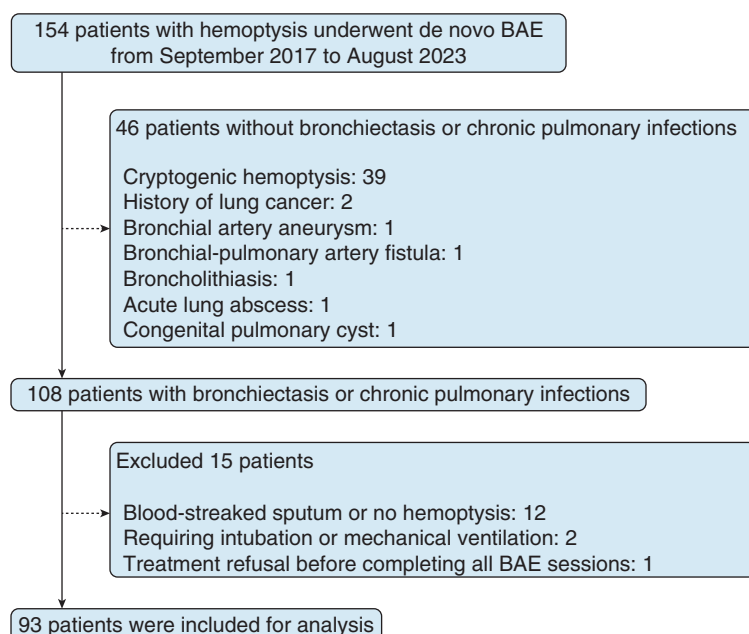 154 patients with hemoptysis underwent de novo BAE
from September 2017 to August 2023
46 patients without bronchiectasis or chronic pulmonary infections
Cryptogenic hemoptysis: 39
History of lung cancer: 2
Bronchial artery aneurysm: 1
Bronchial-pulmonary artery fistula: 1
Broncholithiasis: 1
Acute lung abscess: 1
Congenital pulmonary cyst: 1
108 patients with bronchiectasis or chronic pulmonary infections
Excluded 15 patients
Blood-streaked sputum or no hemoptysis: 12
Requiring intubation or mechanical ventilation: 2
Treatment refusal before completing all BAE sessions: 1
93 patients were included for analysis